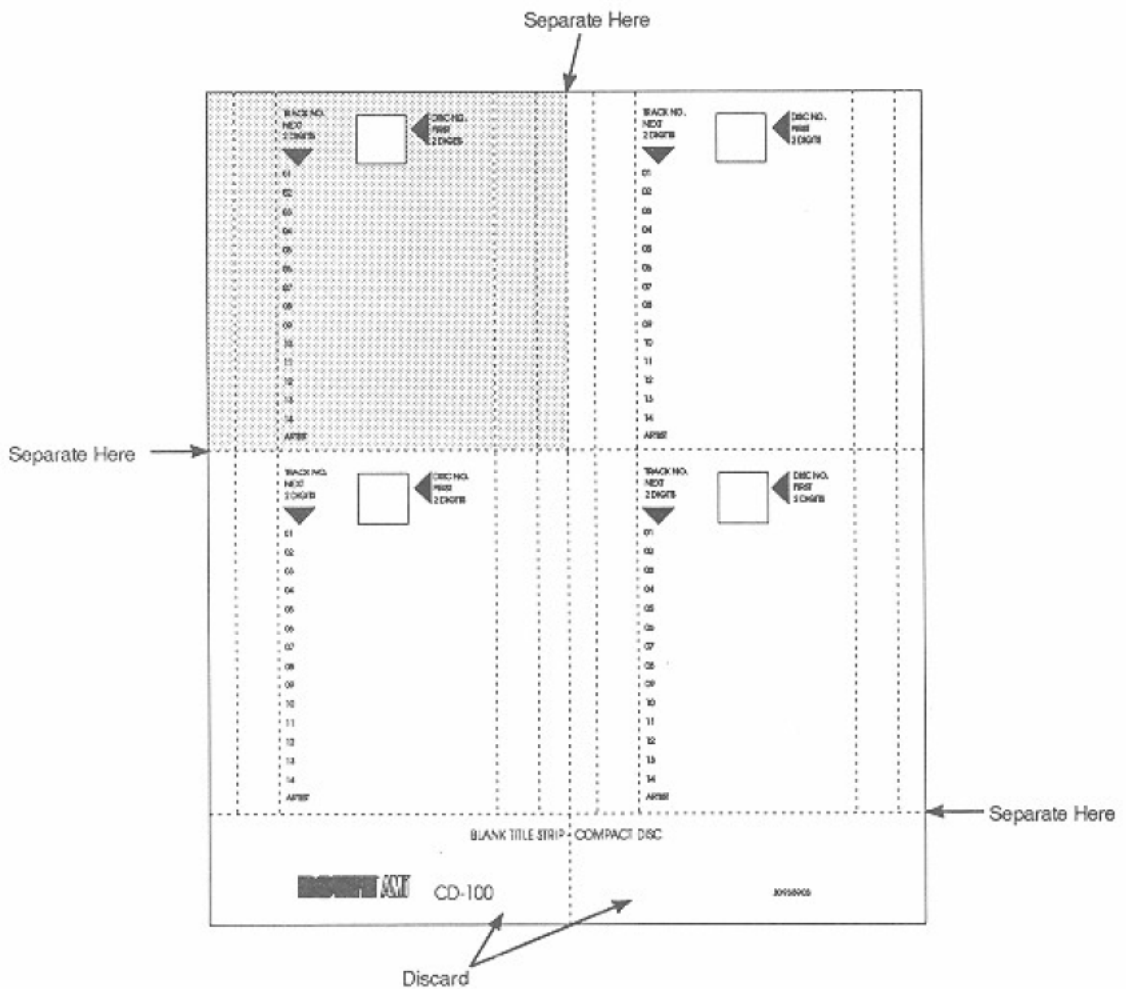 Separate Here
TRACK NO.
NEXT
2 DIGITS
DISC NO.
FIRST
2 DIGITS
01
02
03
04
05
06
07
08
09
10
11
12
13
14
ARTIST
TRACK NO.
NEXT
2 DIGITS
DISC NO.
FIRST
2 DIGITS
01
02
03
04
05
06
07
08
09
10
11
12
13
14
ARTIST
Separate Here
TRACK NO.
NEXT
2 DIGITS
DISC NO.
FIRST
2 DIGITS
01
02
03
04
05
06
07
08
09
10
11
12
13
14
ARTIST
TRACK NO.
NEXT
2 DIGITS
DISC NO.
FIRST
2 DIGITS
01
02
03
04
05
06
07
08
09
10
11
12
13
14
ARTIST
Separate Here
BLANK TITLE STRIP - COMPACT DISC
AMi CD-100
Discard